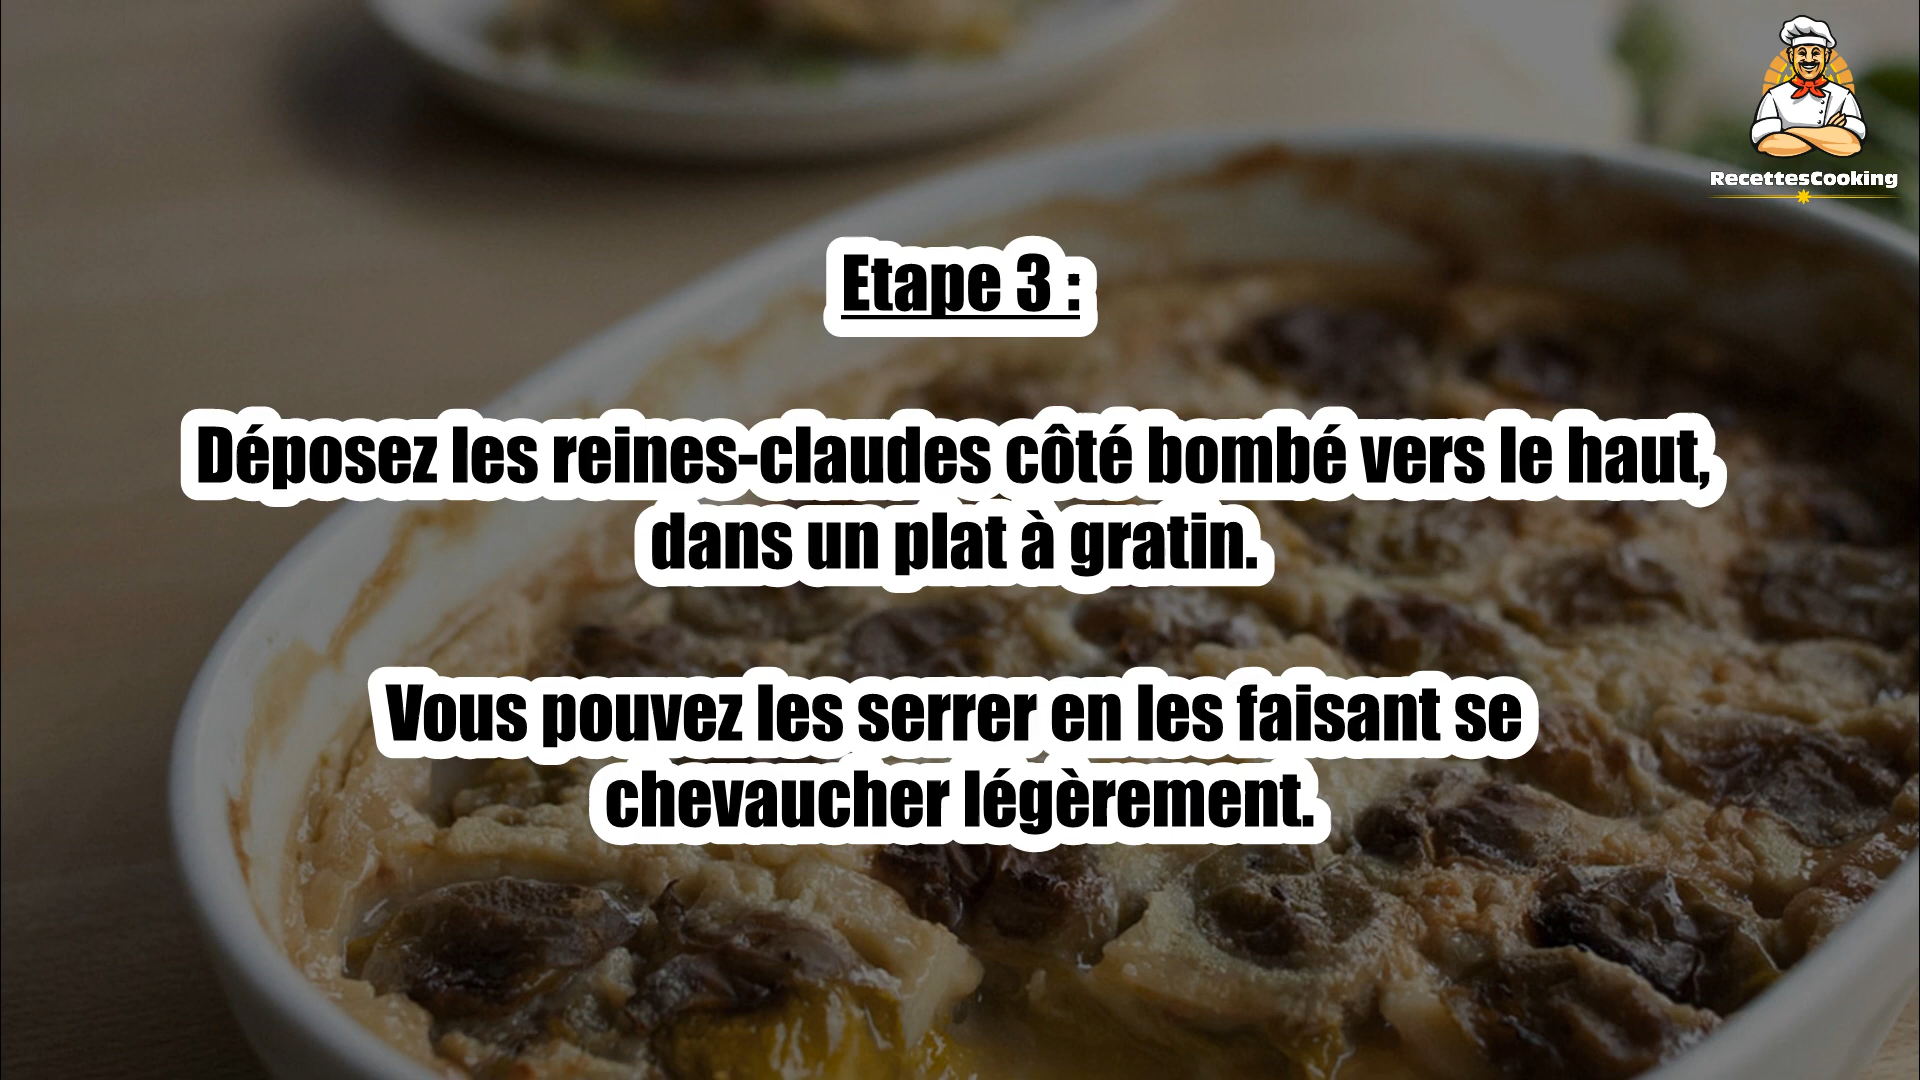 RecettesCooking
Etape 3 :
Déposez les reines-claudes côté bombé vers le haut,
dans un plat à gratin.
Vous pouvez les serrer en les faisant se
chevaucher légèrement.